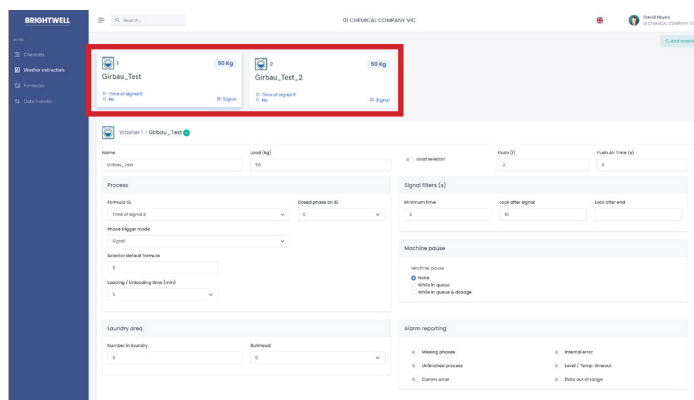 BRIGHTWELL
Search...
01 CHEMICAL COMPANY VIC
David Hayes
01 CHEMICAL COMPANY VIC
Add washer
Channels
Washer extractors
Formulas
Data transfer
1
50 Kg
Girbau_Test
Time of signal 8
No
Signal
2
50 Kg
Girbau_Test_2
Time of signal 8
No
Signal
Washer 1 - Girbau_Test
Name
Girbau_Test
Load (kg)
50
Load selector
Flush (l)
2
Flush Air Time (s)
0
Process
Formula ID.
Time of signal 8
Dosed phase on ID
0
Phase trigger mode
Signal
Selector default formula
0
Loading / Unloading time (min)
5
Signal filters (s)
Minimum time
2
Lock after signal
10
Lock after end
Machine pause
Machine pause
None
While in queue
While in queue & dosage
Laundry area
Number in laundry
0
Bulkhead
0
Alarm reporting
Missing phases
Internal error
Unfinished process
Level / Temp. timeout
Comm. error
Data out of range